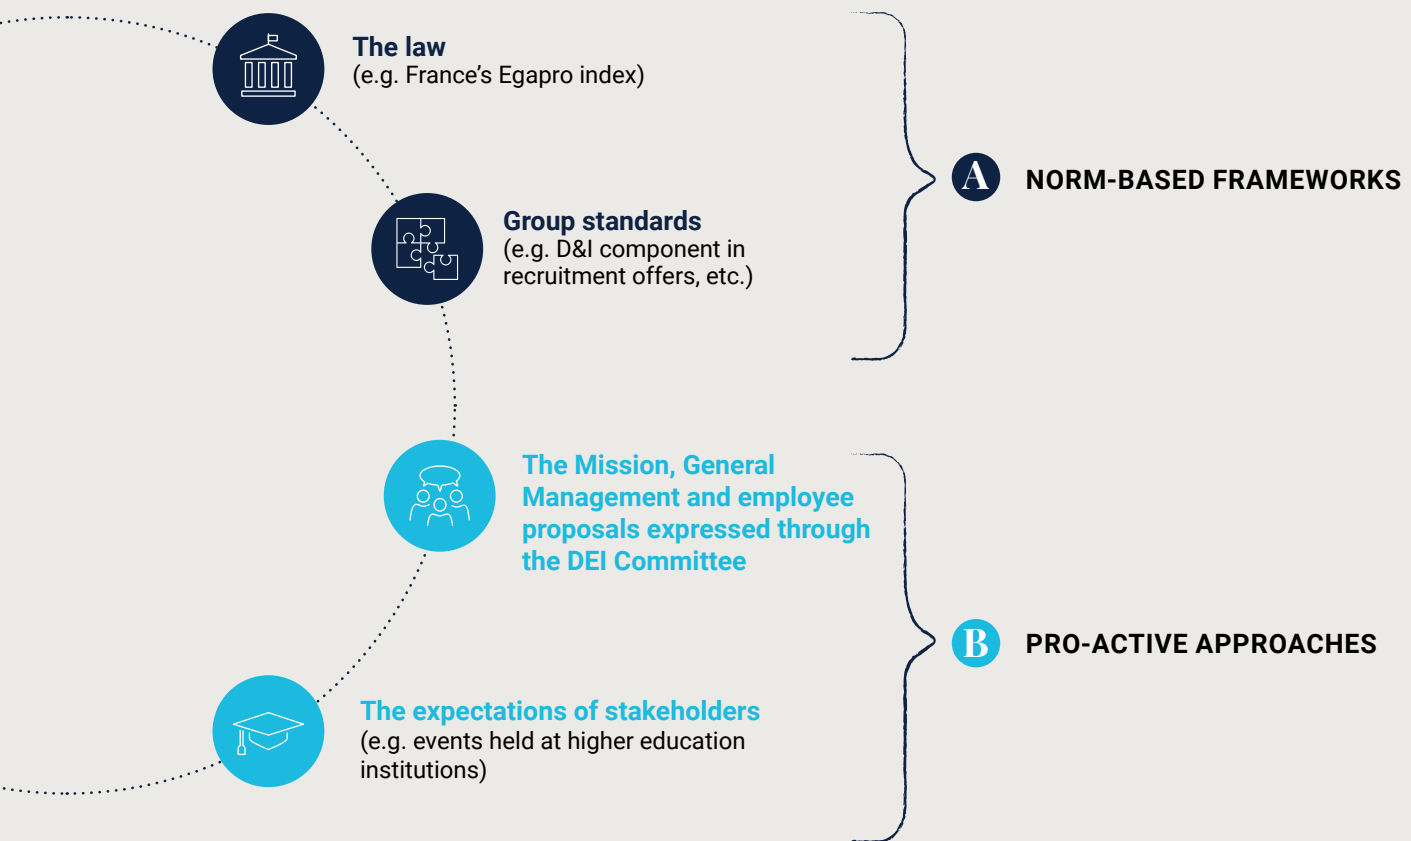 The law
(e.g. France’s Egapro index)
Group standards
(e.g. D&I component in
recruitment offers, etc.)
A NORM-BASED FRAMEWORKS
The Mission, General
Management and employee
proposals expressed through
the DEI Committee
The expectations of stakeholders
(e.g. events held at higher education
institutions)
B PRO-ACTIVE APPROACHES